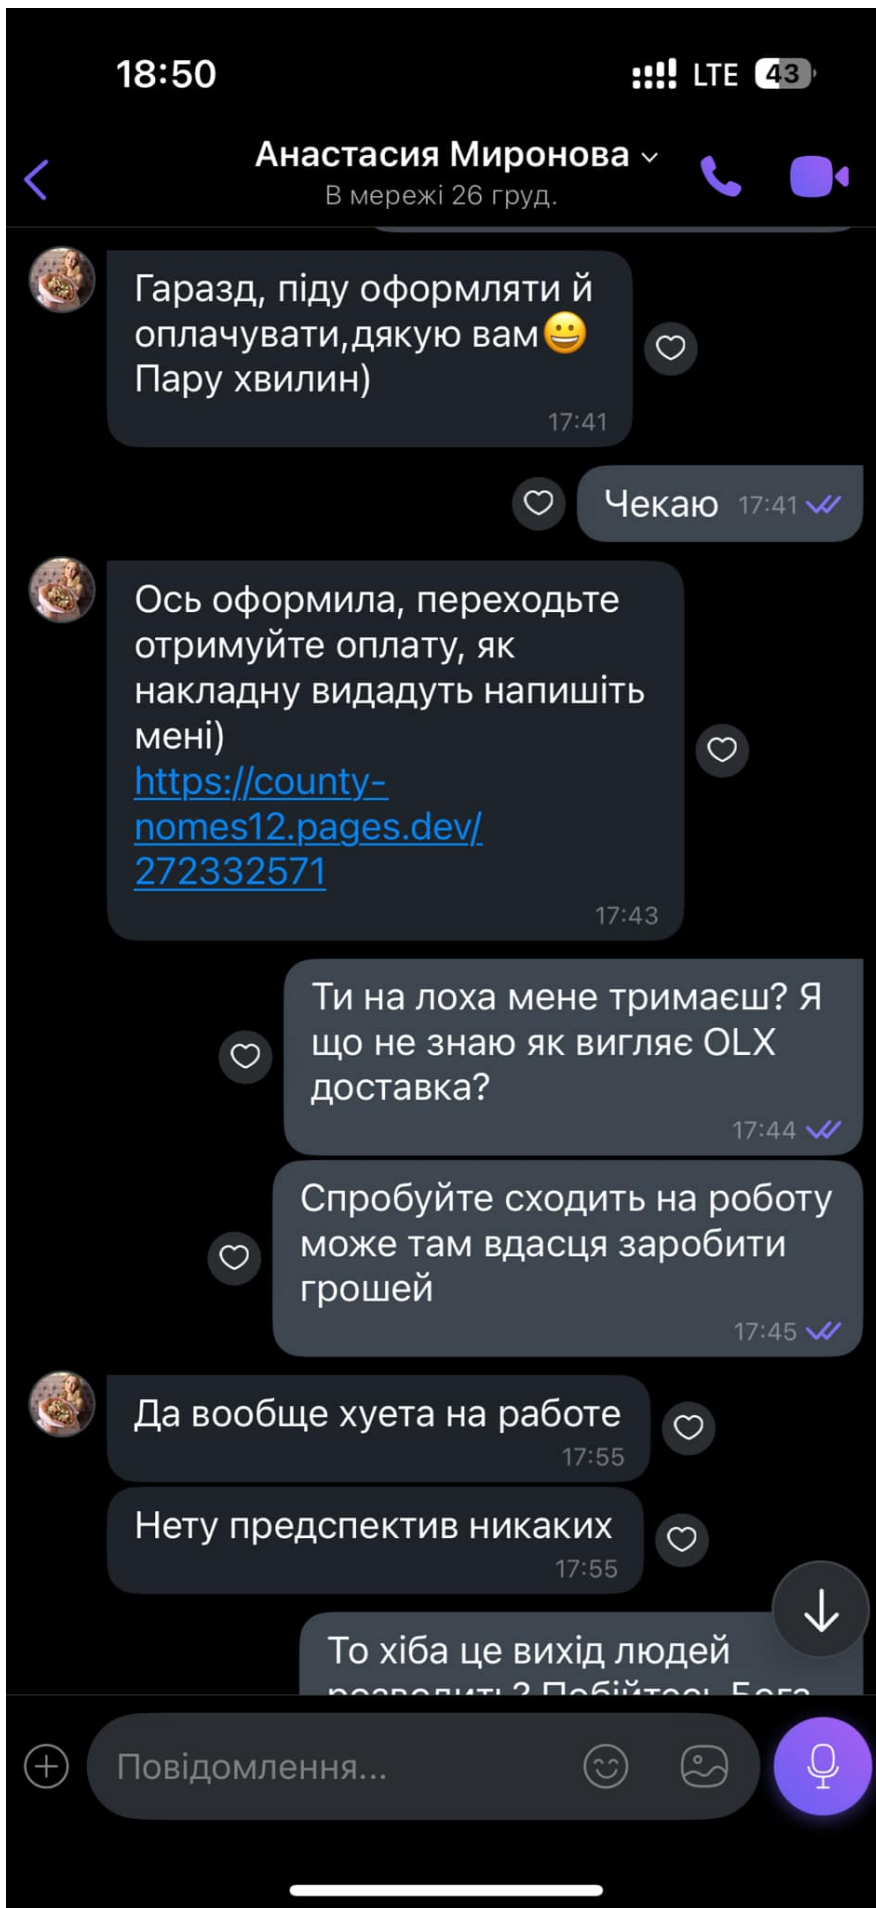 18:50
LTE 43
Анастасия Миронова
В мережі 26 груд.
Гаразд, піду оформляти й
оплачувати,дякую вам😀
Пару хвилин)
17:41
Чекаю 17:41
Ось оформила, переходьте
отримуйте оплату, як
накладну видадуть напишіть
мені)
https://county-
nomes12.pages.dev/
272332571
17:43
Ти на лоха мене тримаєш? Я
що не знаю як вигляє OLX
доставка?
17:44
Спробуйте сходить на роботу
може там вдасця заробити
грошей
17:45
Да вообще хуета на работе
17:55
Нету предспектив никаких
17:55
То хіба це вихід людей
розводить? Побійтесь Бога
Повідомлення...